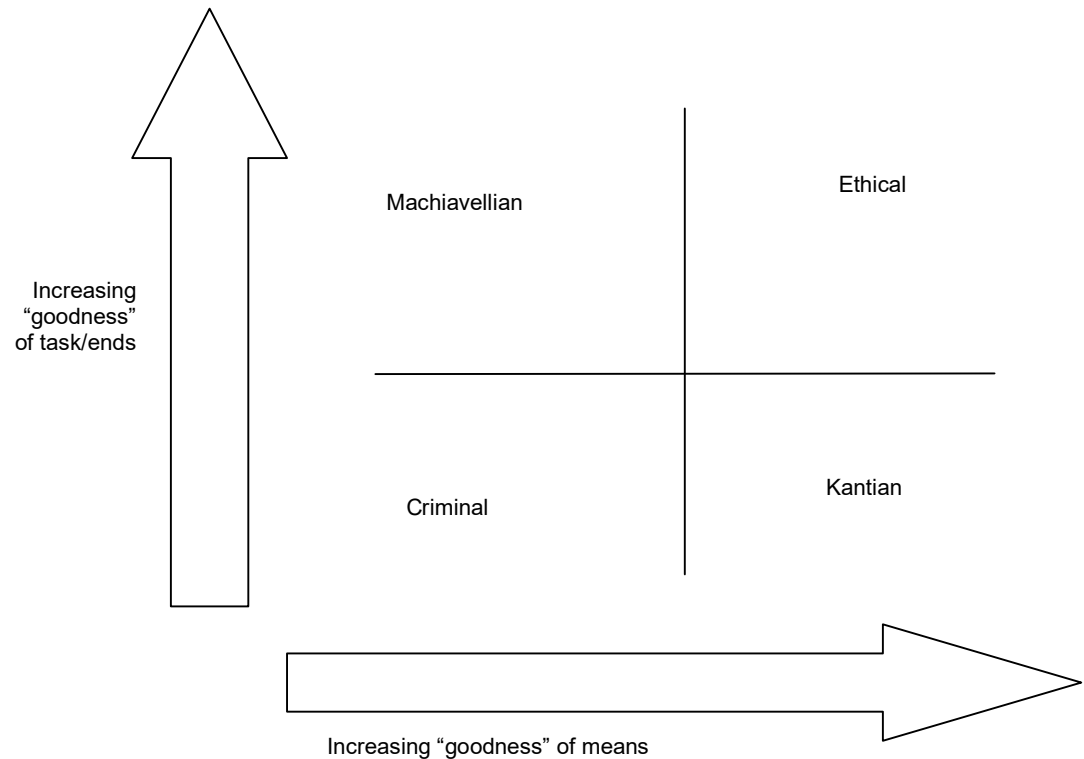 Ethical
Machiavellian
Increasing
“goodness”
of task/ends
Kantian
Criminal
Increasing “goodness” of means